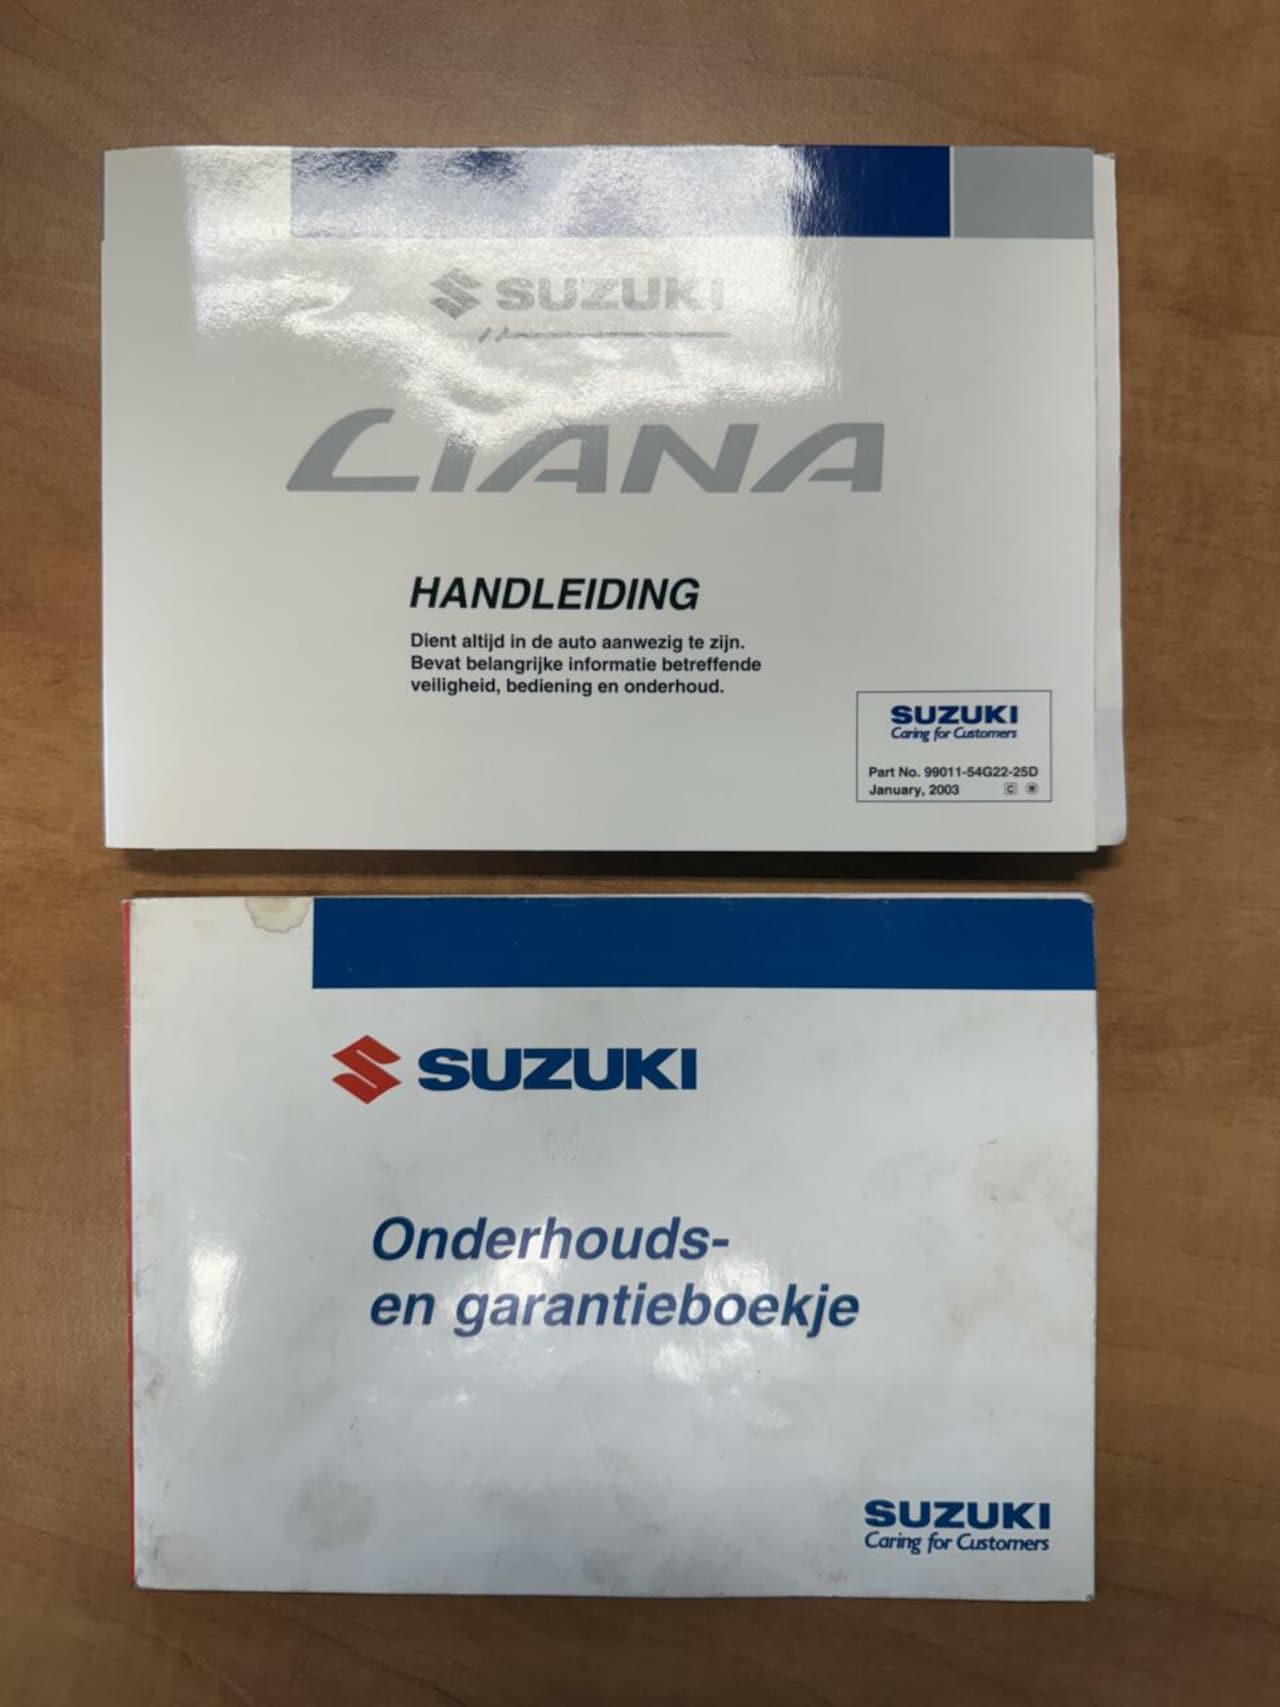 SUZUKI
LIANA
HANDLEIDING
Dient altijd in de auto aanwezig te zijn.
Bevat belangrijke informatie betreffende
veiligheid, bediening en onderhoud.
SUZUKI
Caring for Customers
Part No. 99011-54G22-25D
January, 2003 C
SUZUKI
Onderhouds-
en garantieboekje
SUZUKI
Caring for Customers